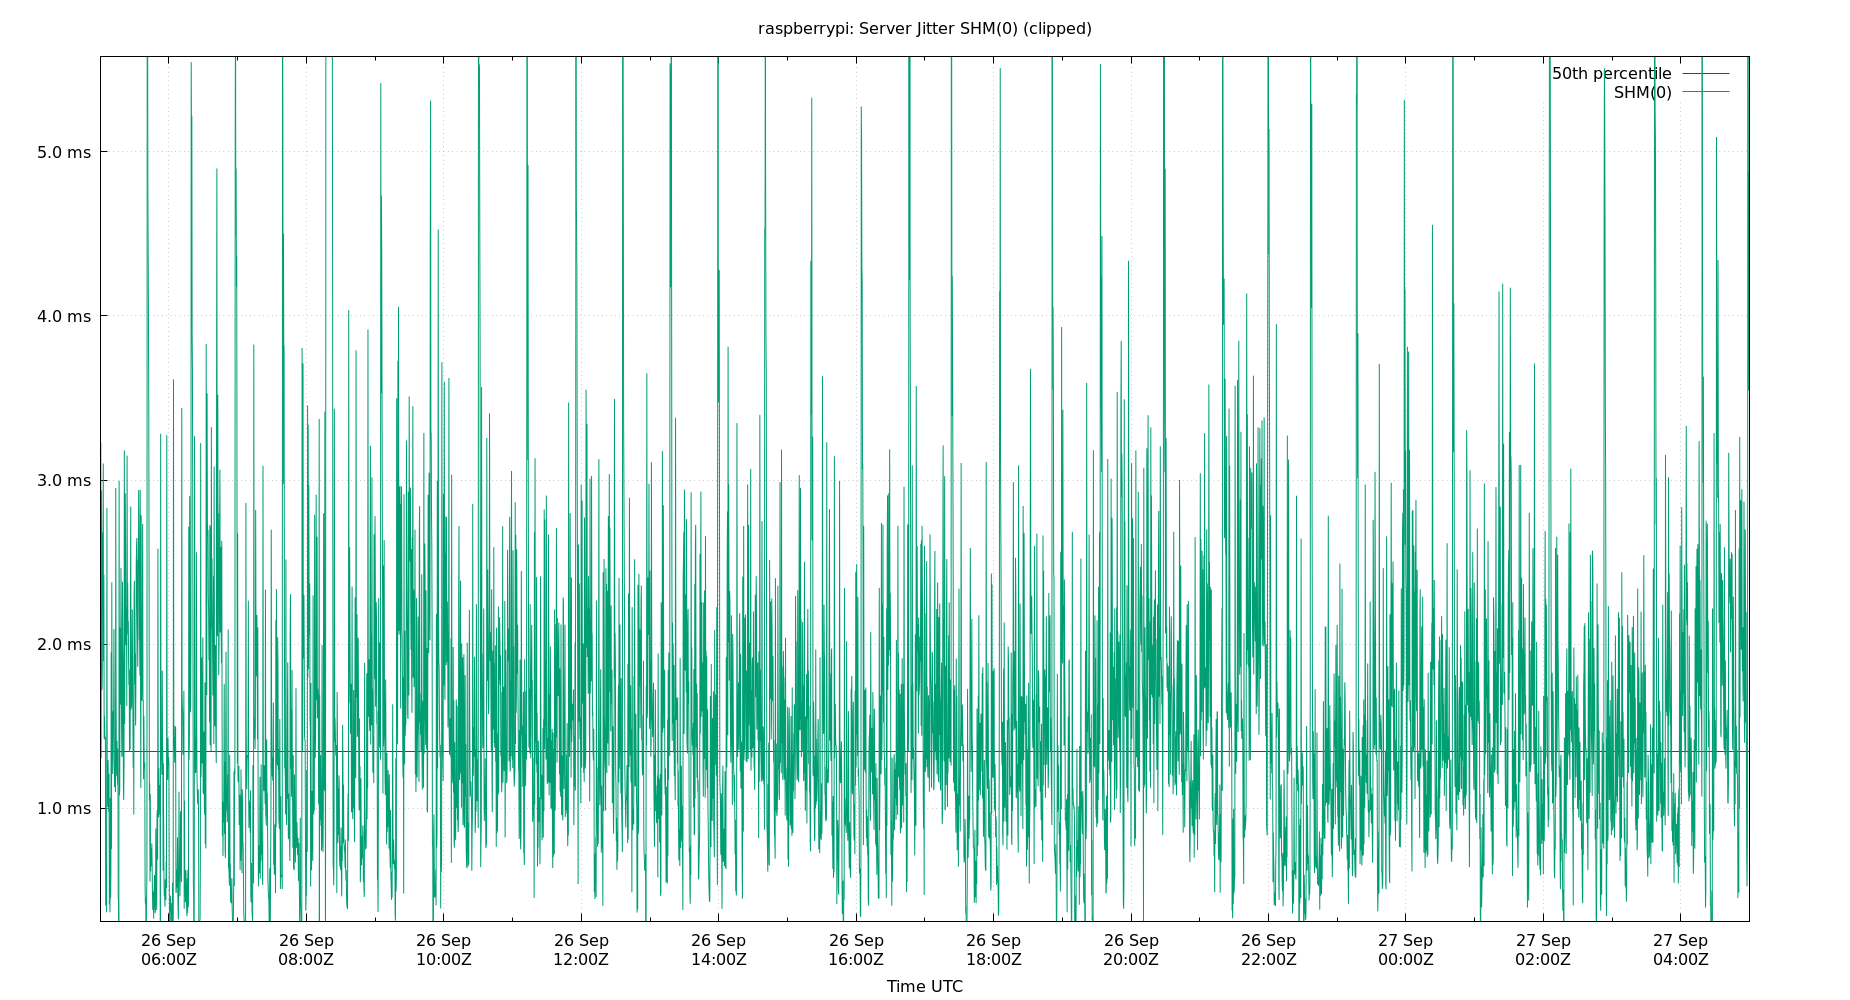 raspberrypi: Server Jitter SHM(0) (clipped)
50th percentile
SHM(0)
5.0 ms
4.0 ms
3.0 ms
2.0 ms
1.0 ms
26 Sep 26 Sep 26 Sep 26 Sep 26 Sep 26 Sep 26 Sep 26 Sep 26 Sep 27 Sep 27 Sep 27 Sep
06:00Z 08:00Z 10:00Z 12:00Z 14:00Z 16:00Z 18:00Z 20:00Z 22:00Z 00:00Z 02:00Z 04:00Z
Time UTC